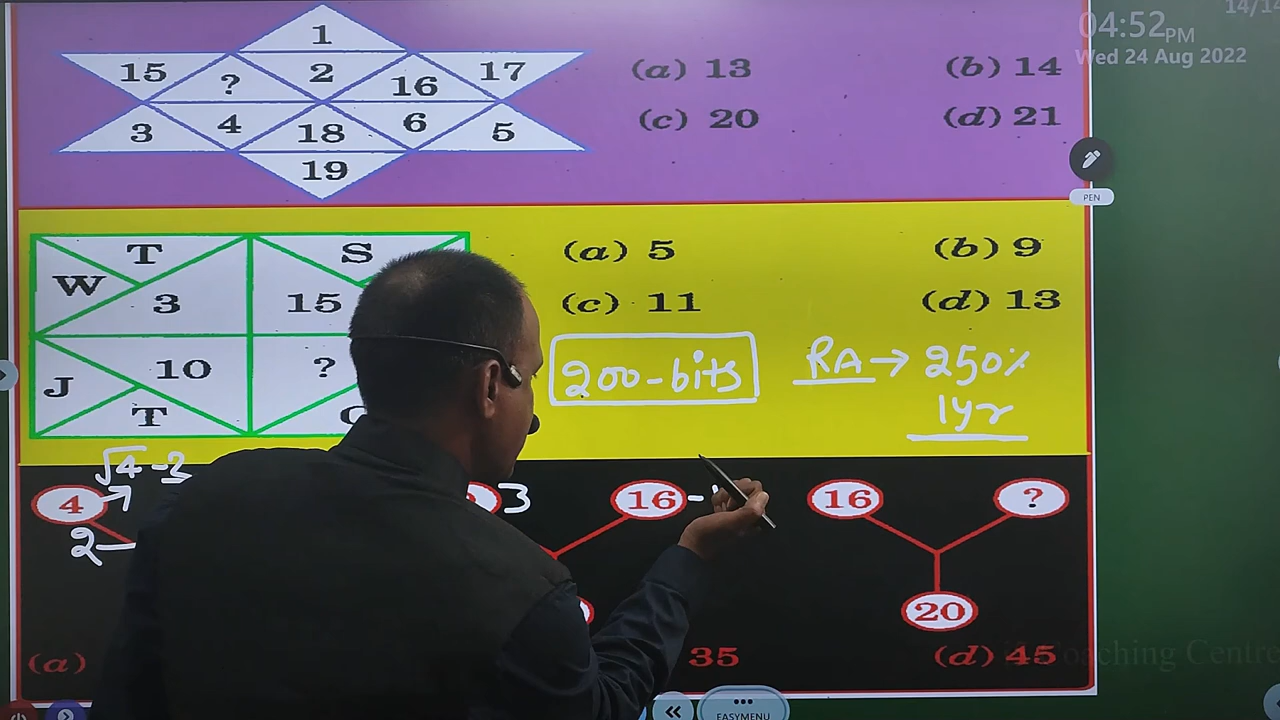 14/14
04:52PM
Wed 24 Aug 2022
1
15 ? 2 16 17
3 4 18 6 5
19
(a) 13 (b) 14
(c) 20 (d) 21
PEN
T S
W 3 15
J 10 ?
T
(a) 5 (b) 9
(c) 11 (d) 13
200-bits
RA → 250%
1yr
√4-2
4 3 16 - 16 ?
2
20
(a) 35 (d) 45
aching Centre
EASYMENU